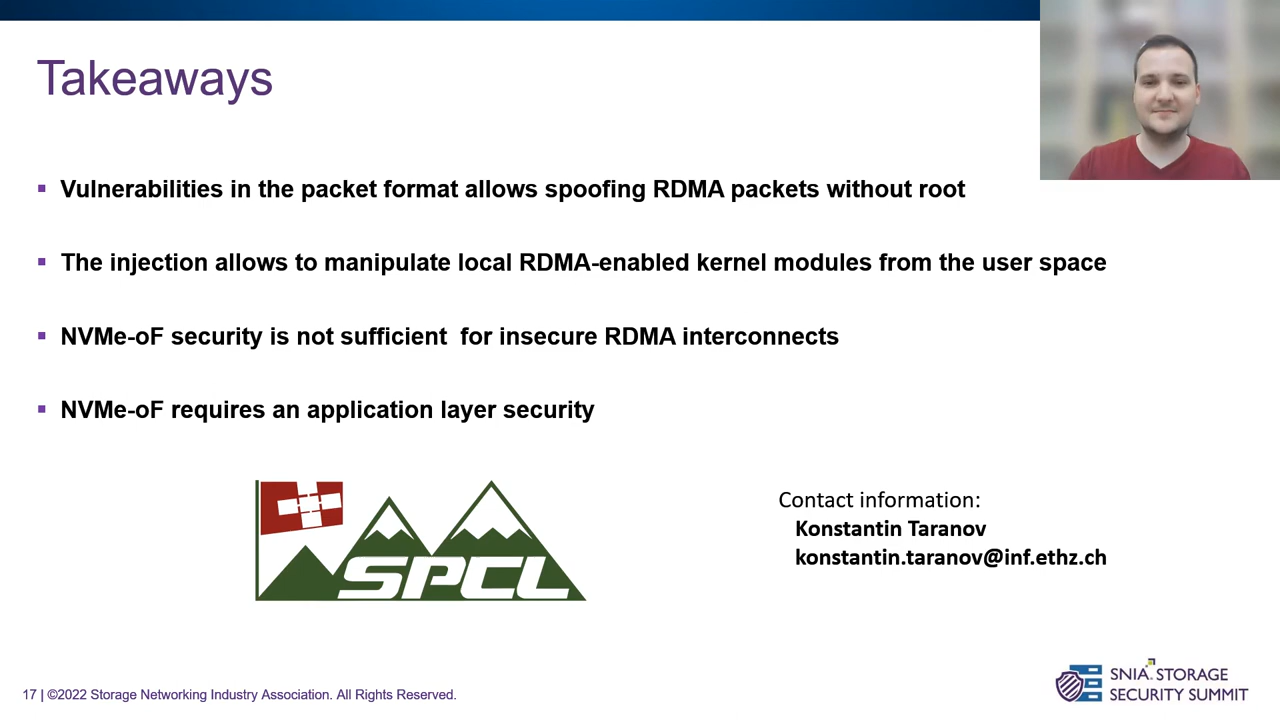 Takeaways
Vulnerabilities in the packet format allows spoofing RDMA packets without root
The injection allows to manipulate local RDMA-enabled kernel modules from the user space
NVMe-oF security is not sufficient  for insecure RDMA interconnects
NVMe-oF requires an application layer security
SPCL
Contact information:
Konstantin Taranov
konstantin.taranov@inf.ethz.ch
17 | ©2022 Storage Networking Industry Association. All Rights Reserved.
SNIA. STORAGE
SECURITY SUMMIT